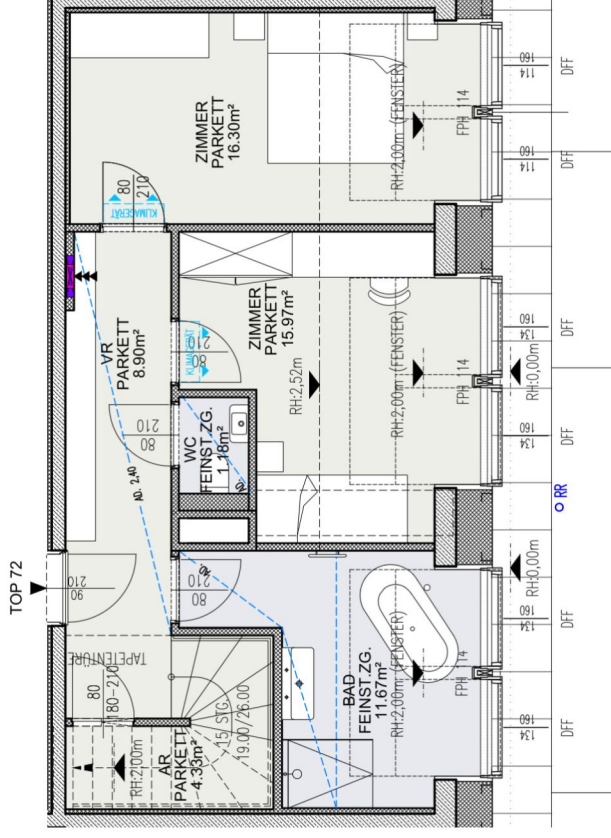 TOP 72
ZIMMER
PARKETT
16.30m²
RH:2,00m (FENSTER)
FPH 114
160
114
DFF
160
114
DFF
80
210
KLIMAGERÄT
VR
PARKETT
8.90m²
AD. 2,40
ZIMMER
PARKETT
15.97m²
RH:2,52m
RH:2,00m (FENSTER)
FPH 114
210
80
KLIMAGERÄT
160
134
DFF
160
134
DFF
RH:0,00m
210
80
WC
FEINST.ZG.
1.18m²
AD.
RR
90
210
AD.
210
80
RH:0,00m
TAPETENTÜRE
80
180-210
RH:2,00m
AR
PARKETT
4.33m²
15 STG.
19.00/26.00
BAD
FEINST.ZG.
11.67m²
RH:2,00m (FENSTER)
FPH 114
160
134
DFF
160
134
DFF